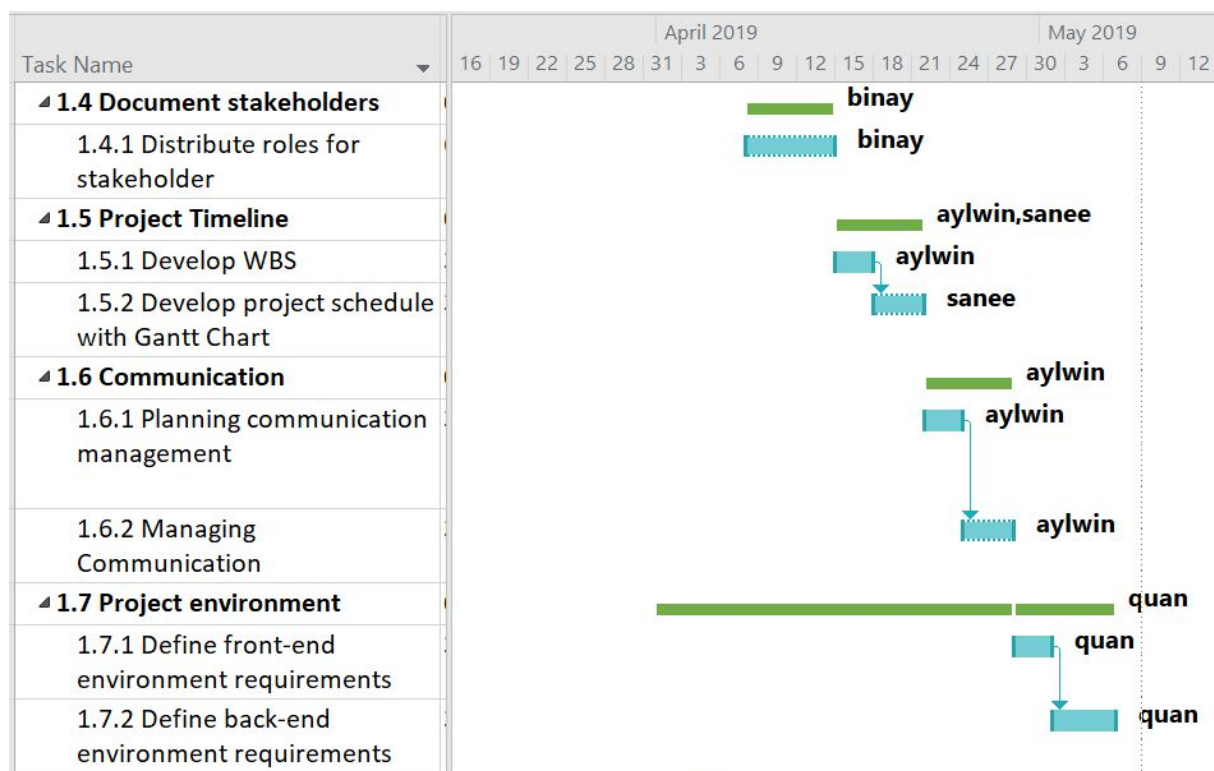 April 2019 May 2019
Task Name 16 19 22 25 28 31 3 6 9 12 15 18 21 24 27 30 3 6 9 12
1.4 Document stakeholders binay
1.4.1 Distribute roles for binay
stakeholder
1.5 Project Timeline aylwin,sanee
1.5.1 Develop WBS aylwin
1.5.2 Develop project schedule sanee
with Gantt Chart
1.6 Communication aylwin
1.6.1 Planning communication aylwin
management
1.6.2 Managing aylwin
Communication
1.7 Project environment quan
1.7.1 Define front-end quan
environment requirements
1.7.2 Define back-end quan
environment requirements